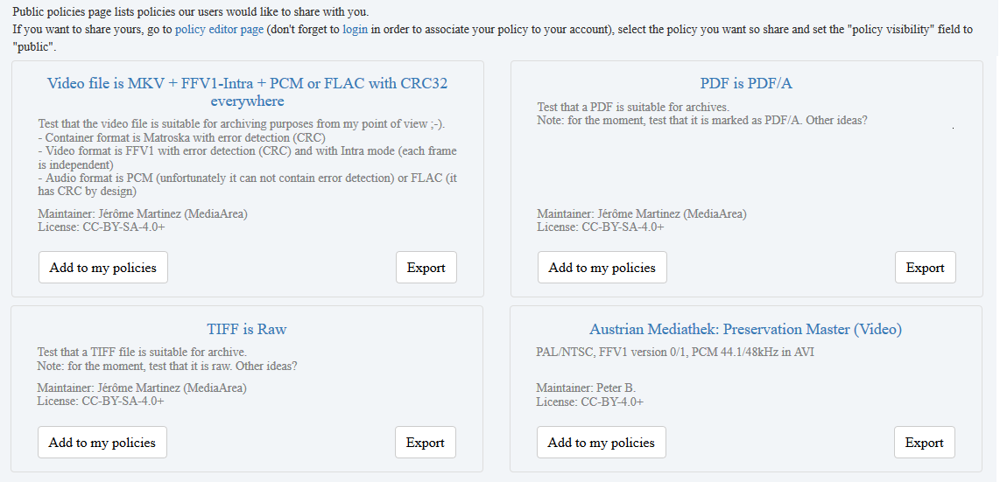 Public policies page lists policies our users would like to share with you.
If you want to share yours, go to policy editor page (don't forget to login in order to associate your policy to your account), select the policy you want so share and set the "policy visibility" field to
"public".
Video file is MKV + FFV1-Intra + PCM or FLAC with CRC32
everywhere
Test that the video file is suitable for archiving purposes from my point of view ;-).
- Container format is Matroska with error detection (CRC)
- Video format is FFV1 with error detection (CRC) and with Intra mode (each frame
is independent)
- Audio format is PCM (unfortunately it can not contain error detection) or FLAC (it
has CRC by design)
Maintainer: Jérôme Martinez (MediaArea)
License: CC-BY-SA-4.0+
Add to my policies
Export
PDF is PDF/A
Test that a PDF is suitable for archives.
Note: for the moment, test that it is marked as PDF/A. Other ideas?
Maintainer: Jérôme Martinez (MediaArea)
License: CC-BY-SA-4.0+
Add to my policies
Export
TIFF is Raw
Test that a TIFF file is suitable for archive.
Note: for the moment, test that it is raw. Other ideas?
Maintainer: Jérôme Martinez (MediaArea)
License: CC-BY-SA-4.0+
Add to my policies
Export
Austrian Mediathek: Preservation Master (Video)
PAL/NTSC, FFV1 version 0/1, PCM 44.1/48kHz in AVI
Maintainer: Peter B.
License: CC-BY-4.0+
Add to my policies
Export